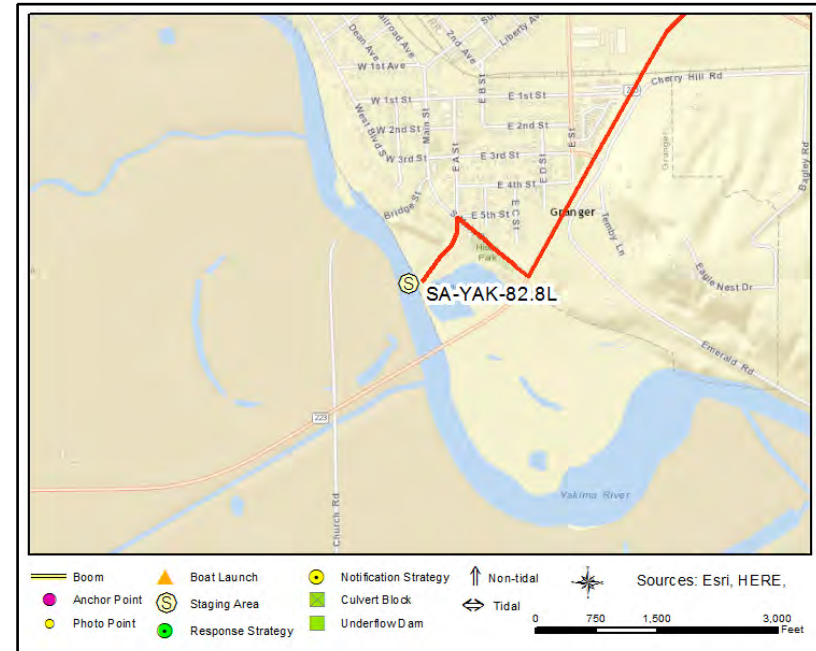 Dean Ave
Railroad Ave
2nd Ave
Liberty Ave
W 1st Ave
E B St
Cherry Hill Rd
W 1st St
E 1st St
223
Main St
West Blvd S
W 2nd St
E 2nd St
E St
Granger
Bagley Rd
W 3rd St
E A St
E 3rd St
E D St
E 4th St
Bridge St
E 5th St
E C St
Granger
Temby Ln
Park
S
SA-YAK-82.8L
Eagle Nest Dr
Emerald Rd
223
Church Rd
Yakima River
Boom
Boat Launch
Notification Strategy
Non-tidal
Sources: Esri, HERE,
Anchor Point
S
Staging Area
Culvert Block
Tidal
Photo Point
Response Strategy
Underflow Dam
0 750 1,500 3,000
Feet